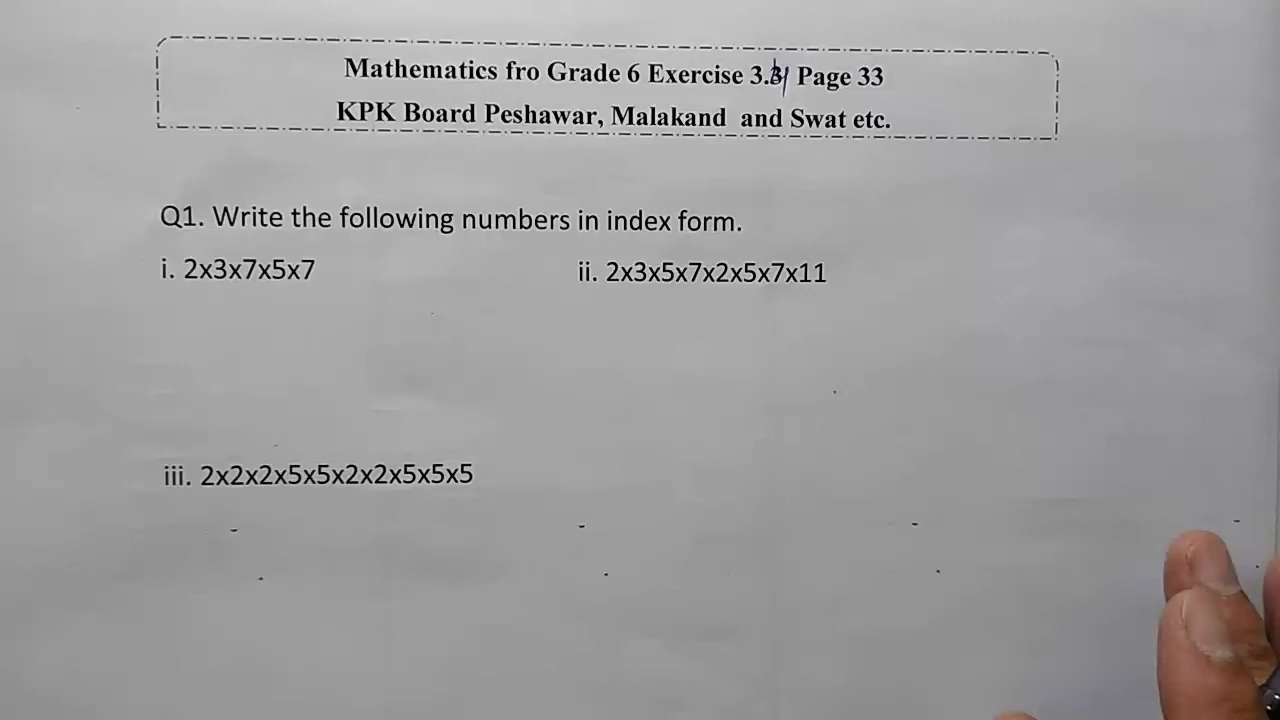 Mathematics fro Grade 6 Exercise 3.3 Page 33
KPK Board Peshawar, Malakand and Swat etc.
Q1. Write the following numbers in index form.
i. 2x3x7x5x7
ii. 2x3x5x7x2x5x7x11
iii. 2x2x2x5x5x2x2x5x5x5